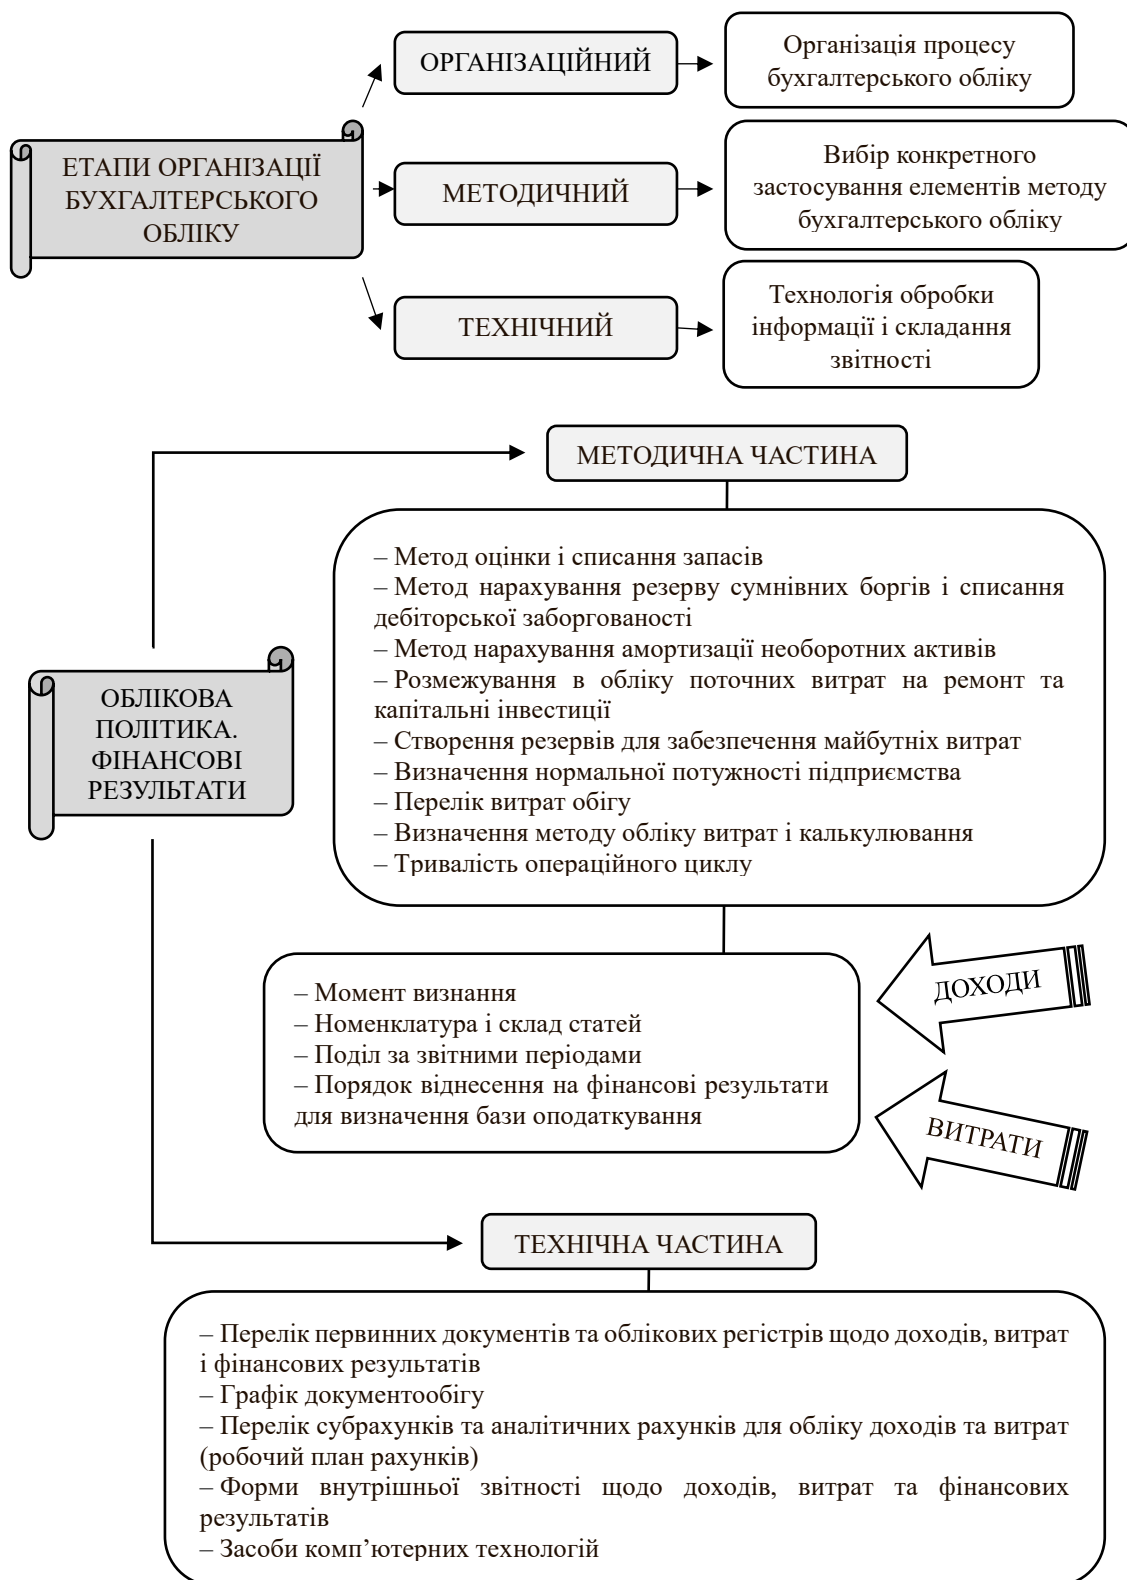 ЕТАПИ ОРГАНІЗАЦІЇ
БУХГАЛТЕРСЬКОГО
ОБЛІКУ
ОРГАНІЗАЦІЙНИЙ
Організація процесу
бухгалтерського обліку
МЕТОДИЧНИЙ
Вибір конкретного
застосування елементів методу
бухгалтерського обліку
ТЕХНІЧНИЙ
Технологія обробки
інформації і складання
звітності
ОБЛІКОВА
ПОЛІТИКА.
ФІНАНСОВІ
РЕЗУЛЬТАТИ
МЕТОДИЧНА ЧАСТИНА
– Метод оцінки і списання запасів
– Метод нарахування резерву сумнівних боргів і списання
дебіторської заборгованості
– Метод нарахування амортизації необоротних активів
– Розмежування в обліку поточних витрат на ремонт та
капітальні інвестиції
– Створення резервів для забезпечення майбутніх витрат
– Визначення нормальної потужності підприємства
– Перелік витрат обігу
– Визначення методу обліку витрат і калькулювання
– Тривалість операційного циклу
– Момент визнання
– Номенклатура і склад статей
– Поділ за звітними періодами
– Порядок віднесення на фінансові результати
для визначення бази оподаткування
ДОХОДИ
ВИТРАТИ
ТЕХНІЧНА ЧАСТИНА
– Перелік первинних документів та облікових регістрів щодо доходів, витрат
і фінансових результатів
– Графік документообігу
– Перелік субрахунків та аналітичних рахунків для обліку доходів та витрат
(робочий план рахунків)
– Форми внутрішньої звітності щодо доходів, витрат та фінансових
результатів
– Засоби комп’ютерних технологій